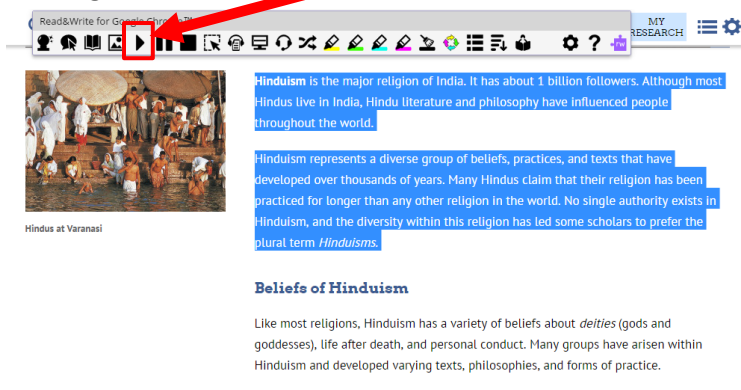 Read&Write for Google Chrome™
MY
RESEARCH
? rw
Hinduism is the major religion of India. It has about 1 billion followers. Although most
Hindus live in India, Hindu literature and philosophy have influenced people
throughout the world.
Hinduism represents a diverse group of beliefs, practices, and texts that have
developed over thousands of years. Many Hindus claim that their religion has been
practiced for longer than any other religion in the world. No single authority exists in
Hinduism, and the diversity within this religion has led some scholars to prefer the
plural term Hinduisms.
Hindus at Varanasi
Beliefs of Hinduism
Like most religions, Hinduism has a variety of beliefs about deities (gods and
goddesses), life after death, and personal conduct. Many groups have arisen within
Hinduism and developed varying texts, philosophies, and forms of practice.